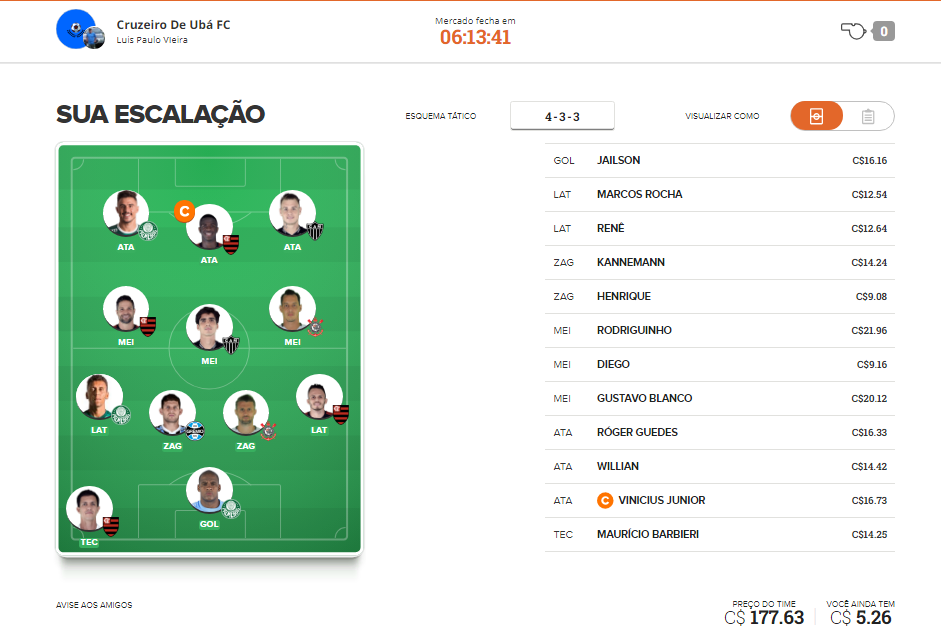 Cruzeiro De Ubá FC
Luis Paulo Vieira
Mercado fecha em
06:13:41
0
SUA ESCALAÇÃO
ESQUEMA TÁTICO
4-3-3
VISUALIZAR COMO
C
ATA
ATA
ATA
MEI
MEI
MEI
LAT
ZAG
ZAG
LAT
GOL
TEC
GOL JAILSON C$16.16
LAT MARCOS ROCHA C$12.54
LAT RENÊ C$12.64
ZAG KANNEMANN C$14.24
ZAG HENRIQUE C$9.08
MEI RODRIGUINHO C$21.96
MEI DIEGO C$9.16
MEI GUSTAVO BLANCO C$20.12
ATA RÓGER GUEDES C$16.33
ATA WILLIAN C$14.42
ATA C VINICIUS JUNIOR C$16.73
TEC MAURÍCIO BARBIERI C$14.25
AVISE AOS AMIGOS
PREÇO DO TIME
C$ 177.63
VOCÊ AINDA TEM
C$ 5.26